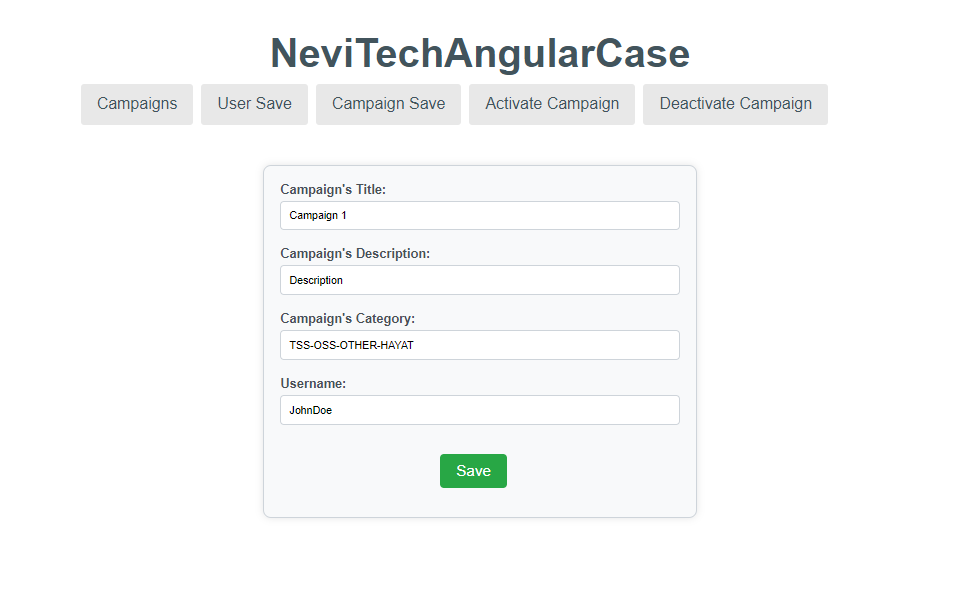 NeviTechAngularCase
Campaigns User Save Campaign Save Activate Campaign Deactivate Campaign
Campaign's Title:
Campaign 1
Campaign's Description:
Description
Campaign's Category:
TSS-OSS-OTHER-HAYAT
Username:
JohnDoe
Save